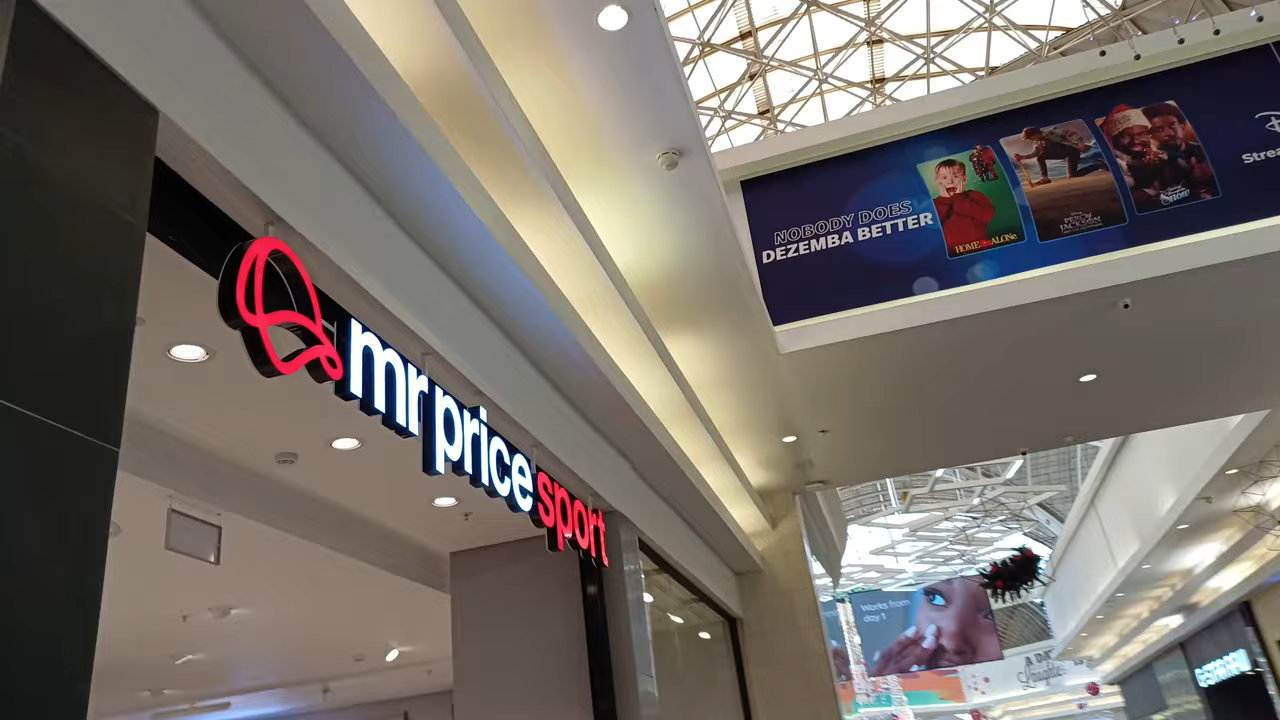 mr price sport
NOBODY DOES
DEZEMBA BETTER
HOME ALONe
PERCY
JACKSON
Works from
day 1